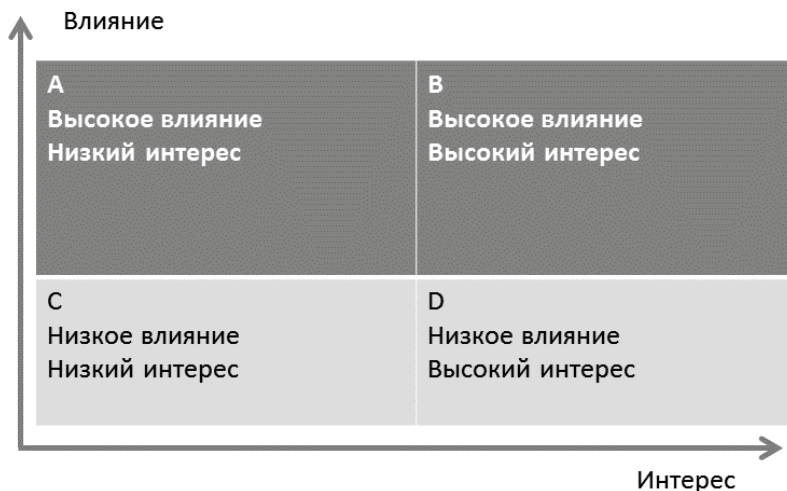 Влияние
A
Высокое влияние
Низкий интерес
B
Высокое влияние
Высокий интерес
C
Низкое влияние
Низкий интерес
D
Низкое влияние
Высокий интерес
Интерес